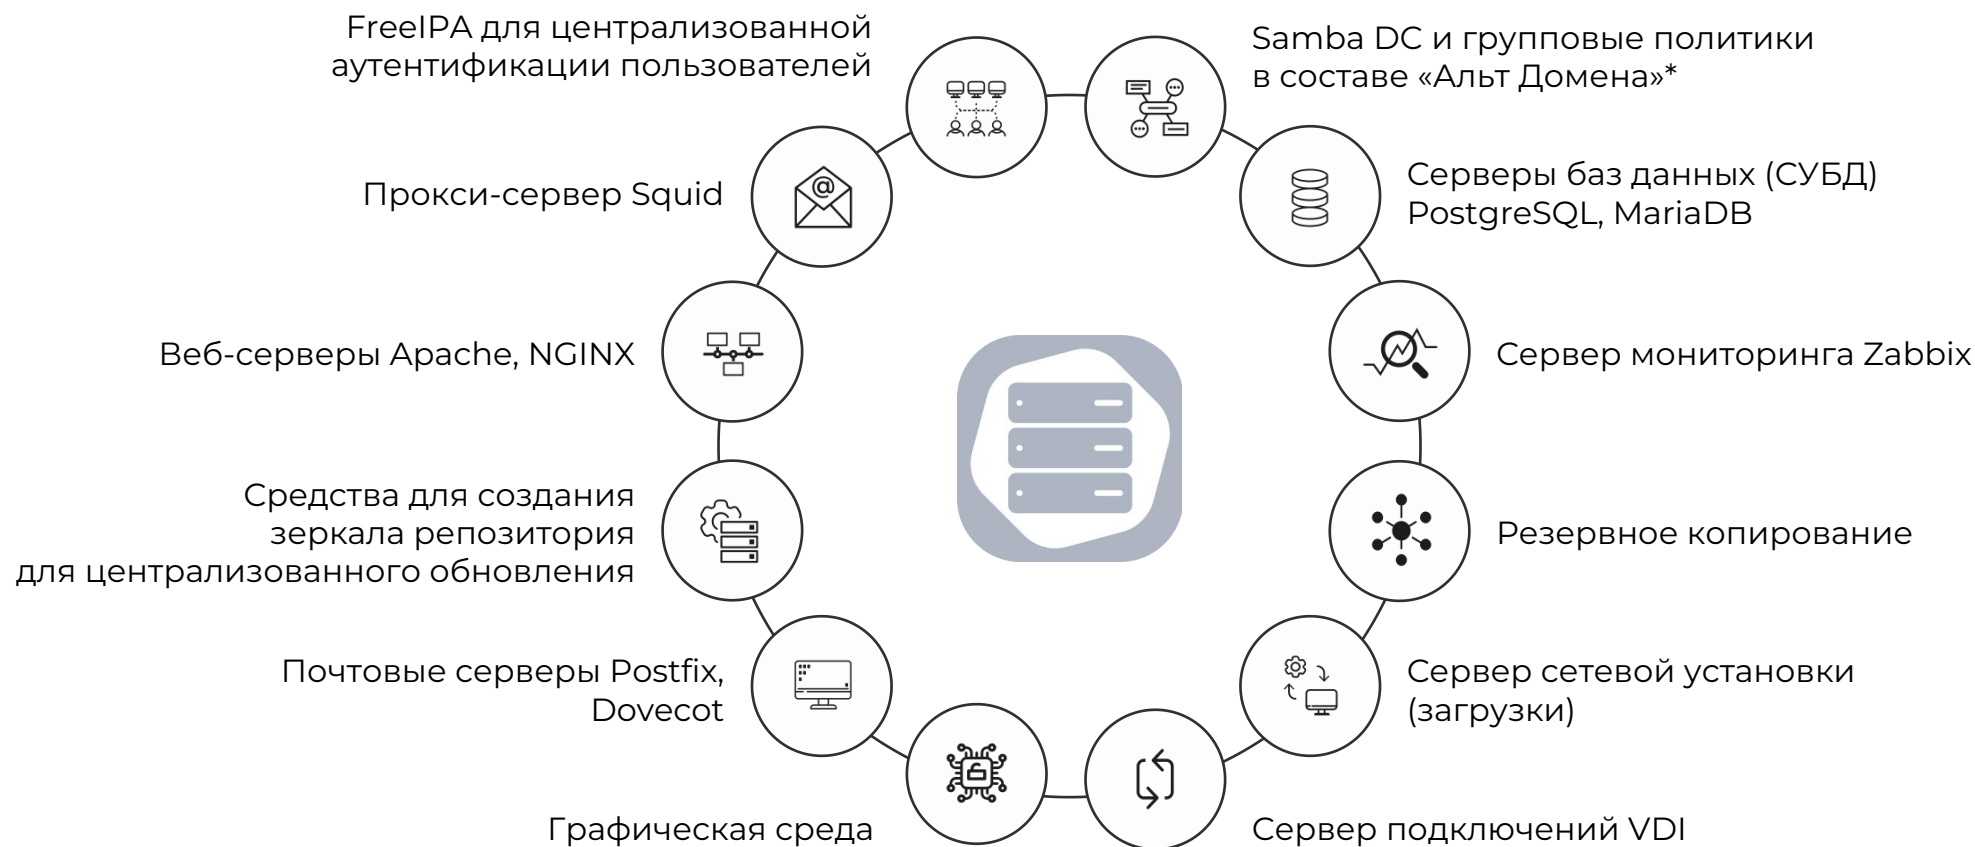 FreeIPA для централизованной
аутентификации пользователей
Samba DC и групповые политики
в составе «Альт Домена»*
Прокси-сервер Squid
Серверы баз данных (СУБД)
PostgreSQL, MariaDB
Веб-серверы Apache, NGINX
Сервер мониторинга Zabbix
Средства для создания
зеркала репозитория
для централизованного обновления
Резервное копирование
Почтовые серверы Postfix,
Dovecot
Сервер сетевой установки
(загрузки)
Графическая среда
Сервер подключений VDI